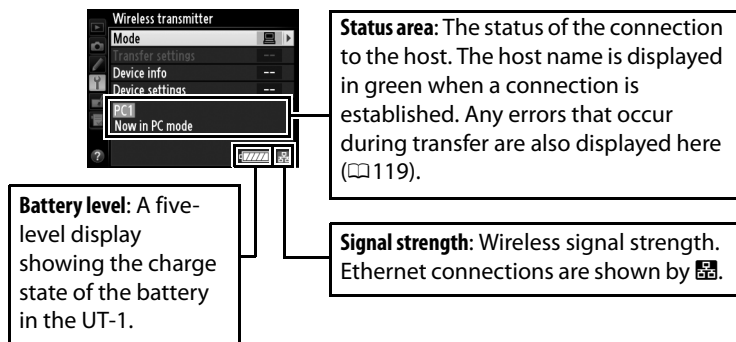 Wireless transmitter
Mode
Transfer settings --
Device info --
Device settings --
PC1
Now in PC mode
?
Status area: The status of the connection
to the host. The host name is displayed
in green when a connection is
established. Any errors that occur
during transfer are also displayed here
(🕮119).
Battery level: A five-
level display
showing the charge
state of the battery
in the UT-1.
Signal strength: Wireless signal strength.
Ethernet connections are shown by .